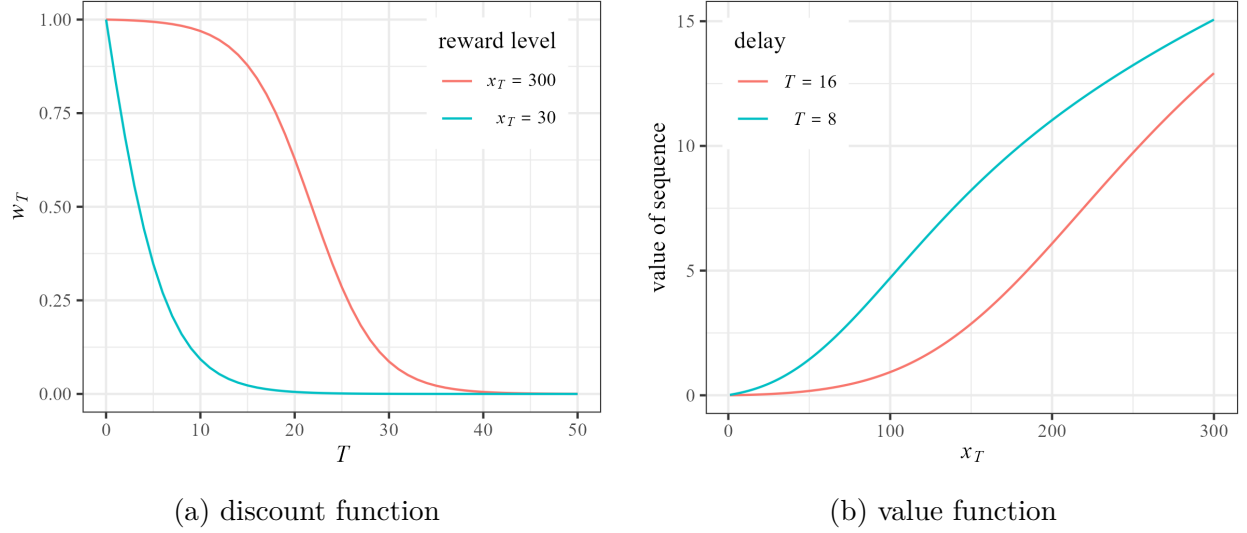 1.00
0.75
0.50
0.25
0.00
w_T
0 10 20 30 40 50
T
reward level
x_T = 300
x_T = 30
(a) discount function
15
10
5
0
value of sequence
0 100 200 300
x_T
delay
T = 16
T = 8
(b) value function